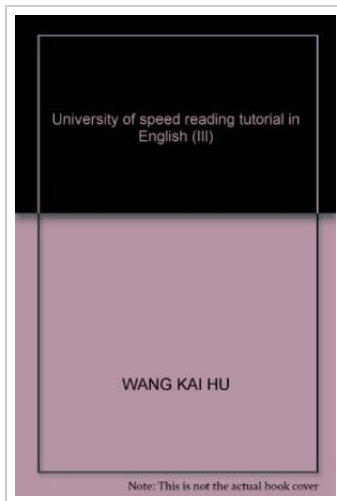 University of speed reading tutorial in
English (III)
WANG KAI HU
Note: This is not the actual book cover